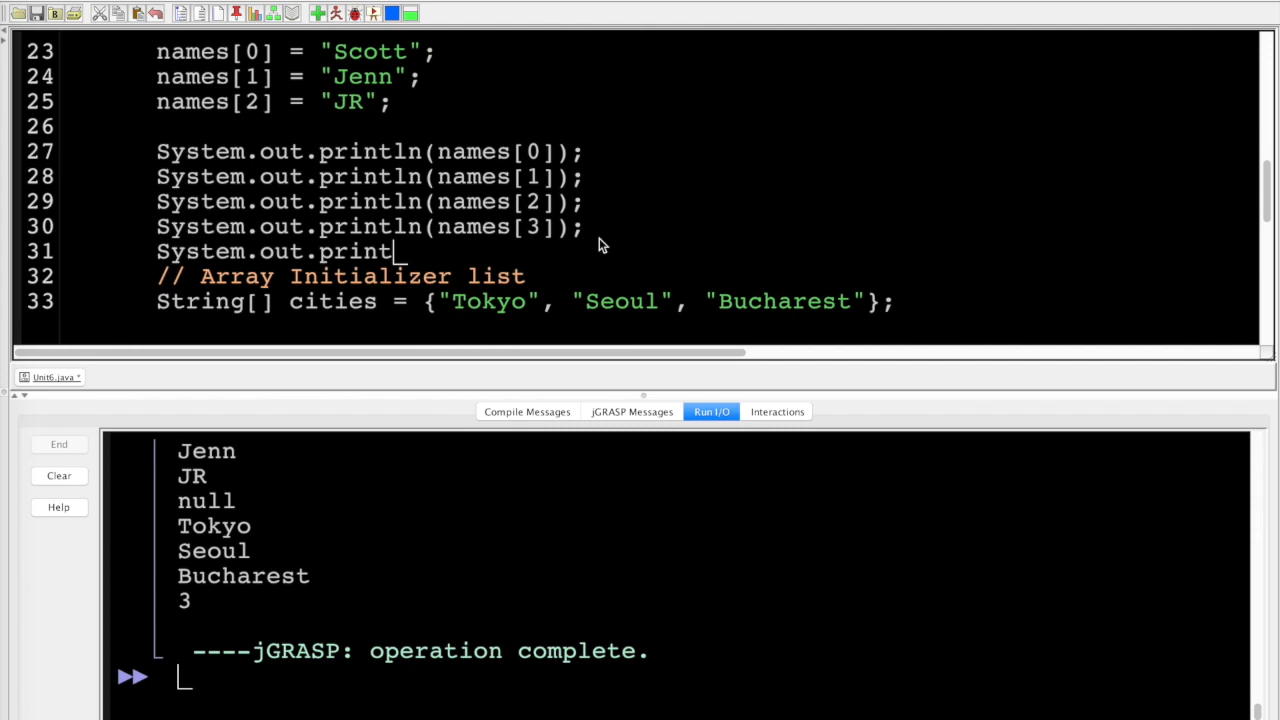 23 names[0] = "Scott";
24 names[1] = "Jenn";
25 names[2] = "JR";
26
27 System.out.println(names[0]);
28 System.out.println(names[1]);
29 System.out.println(names[2]);
30 System.out.println(names[3]);
31 System.out.print
32 // Array Initializer list
33 String[] cities = {"Tokyo", "Seoul", "Bucharest"};
Unit6.java *
Compile Messages jGRASP Messages Run I/O Interactions
End
Clear
Help
Jenn
JR
null
Tokyo
Seoul
Bucharest
3
----jGRASP: operation complete.